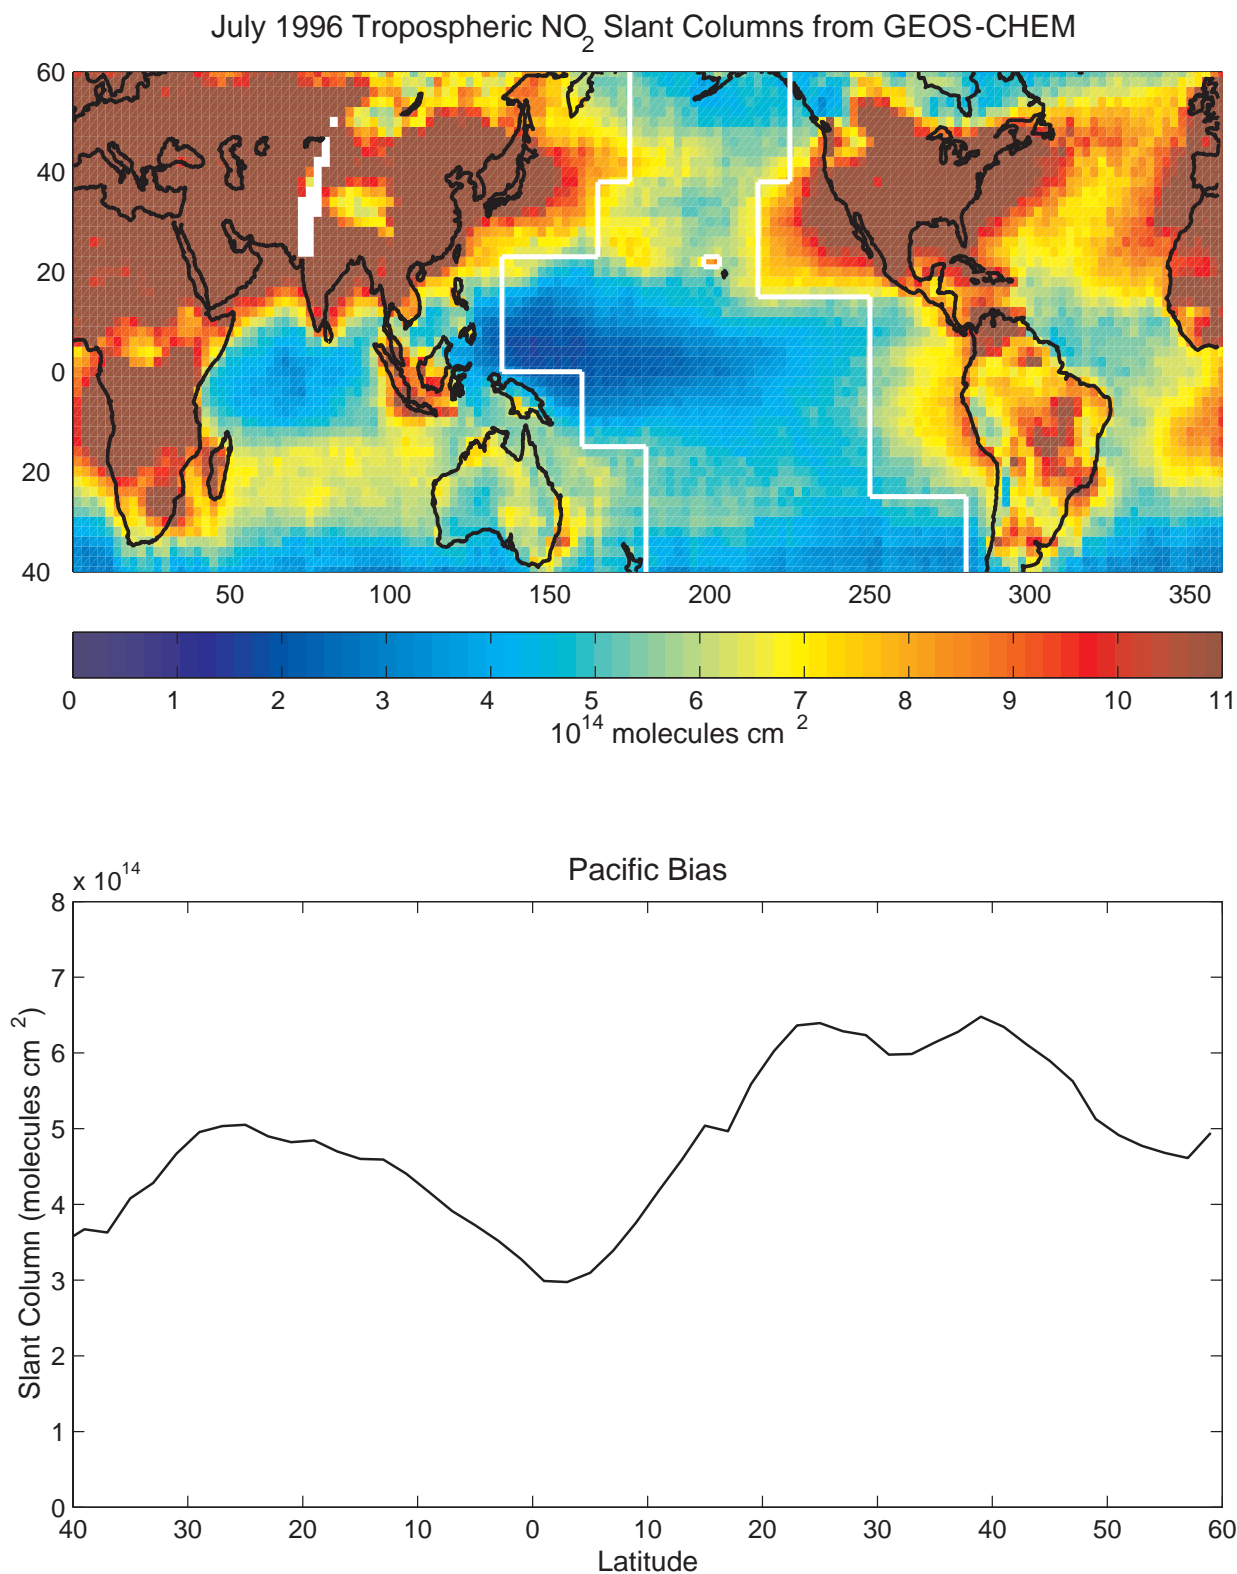 July 1996 Tropospheric NO2 Slant Columns from GEOS-CHEM
60
40
20
0
20
40
50 100 150 200 250 300 350
0 1 2 3 4 5 6 7 8 9 10 11
10^14 molecules cm 2
Pacific Bias
x 10^14
8
7
6
5
4
3
2
1
0
Slant Column (molecules cm 2)
40 30 20 10 0 10 20 30 40 50 60
Latitude